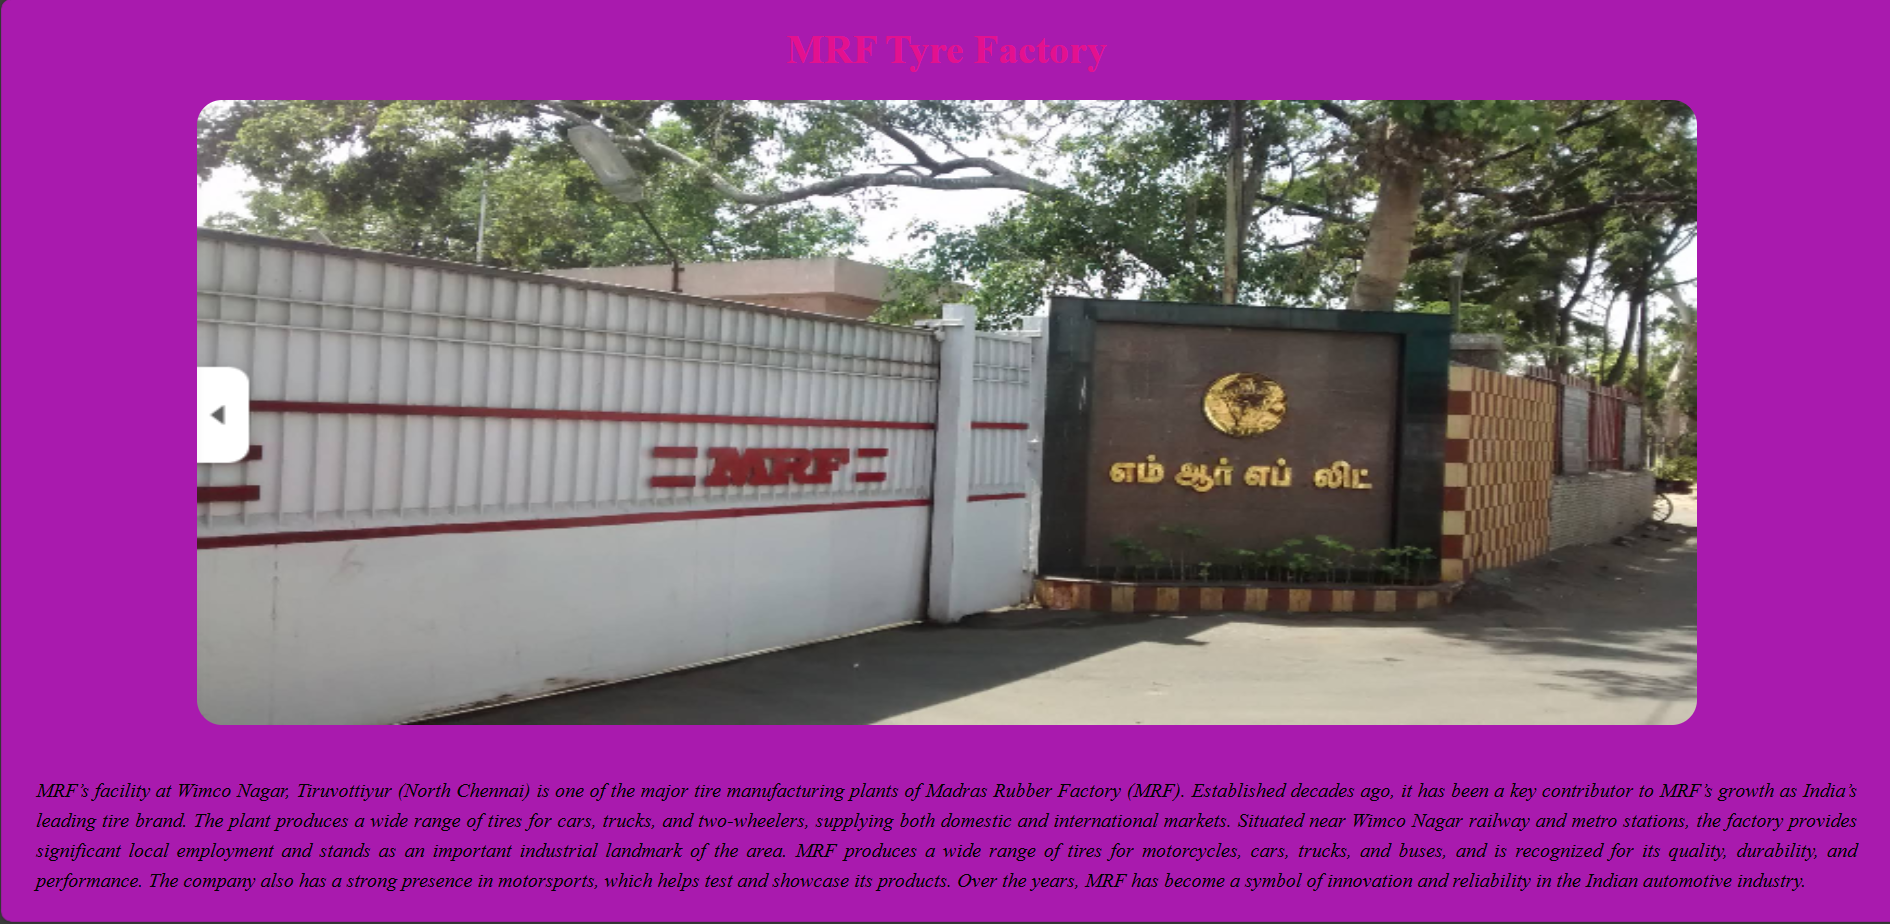 MRF Tyre Factory
MRF
எம் ஆர் எப் லிட்
MRF’s facility at Wimco Nagar, Tiruvottiyur (North Chennai) is one of the major tire manufacturing plants of Madras Rubber Factory (MRF). Established decades ago, it has been a key contributor to MRF’s growth as India’s
leading tire brand. The plant produces a wide range of tires for cars, trucks, and two-wheelers, supplying both domestic and international markets. Situated near Wimco Nagar railway and metro stations, the factory provides
significant local employment and stands as an important industrial landmark of the area. MRF produces a wide range of tires for motorcycles, cars, trucks, and buses, and is recognized for its quality, durability, and
performance. The company also has a strong presence in motorsports, which helps test and showcase its products. Over the years, MRF has become a symbol of innovation and reliability in the Indian automotive industry.